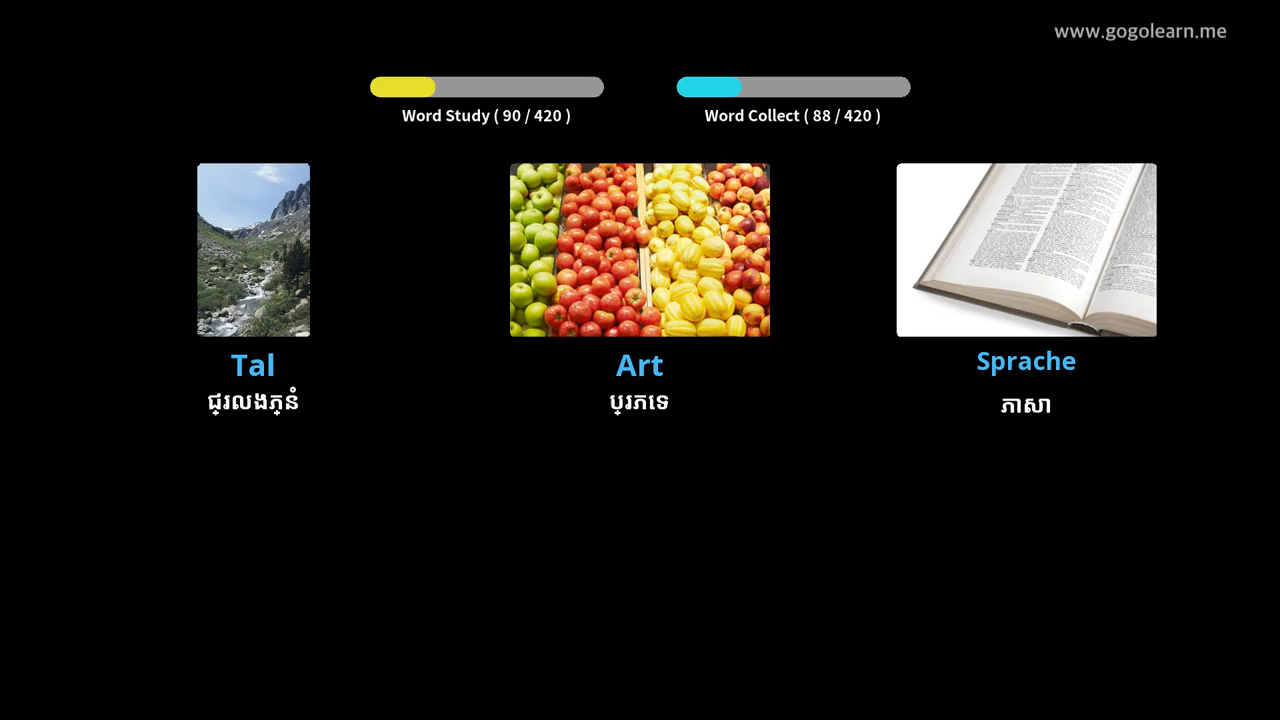 www.gogolearn.me
Word Study ( 90 / 420 )
Word Collect ( 88 / 420 )
Tal
ជ្រលងភ្នំ
Art
ប្រភទេ
Sprache
ភាសា